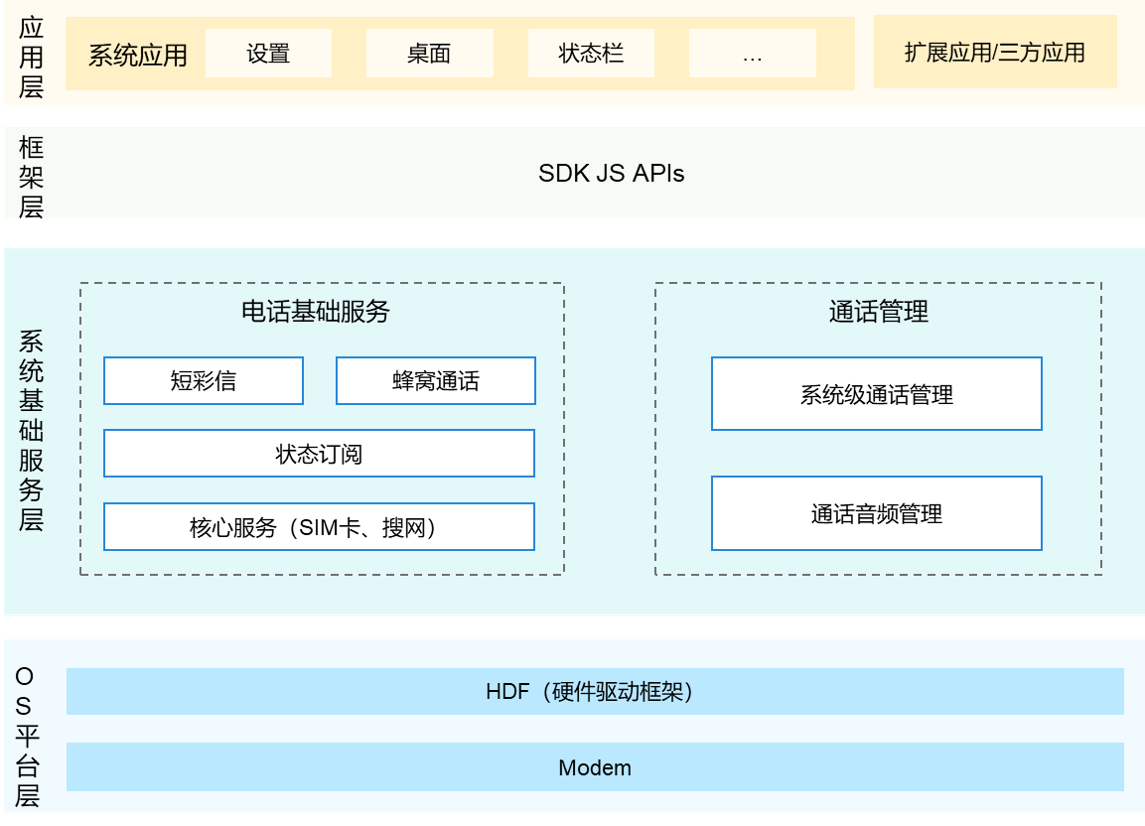 应用层
系统应用
设置
桌面
状态栏
...
扩展应用/三方应用
框架层
SDK JS APIs
系统基础服务层
电话基础服务
短彩信
蜂窝通话
状态订阅
核心服务（SIM卡、搜网）
通话管理
系统级通话管理
通话音频管理
OS平台层
HDF（硬件驱动框架）
Modem